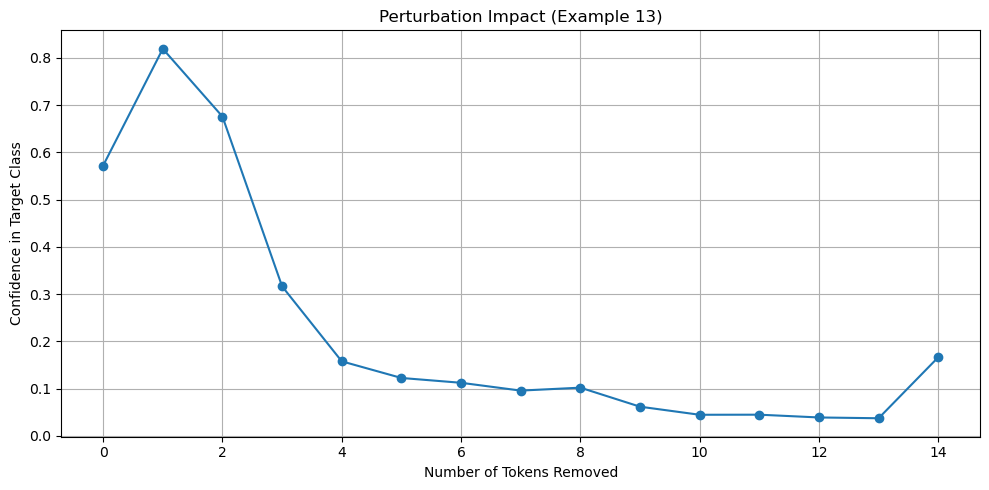 Perturbation Impact (Example 13)
Confidence in Target Class
0.8
0.7
0.6
0.5
0.4
0.3
0.2
0.1
0.0
0 2 4 6 8 10 12 14
Number of Tokens Removed